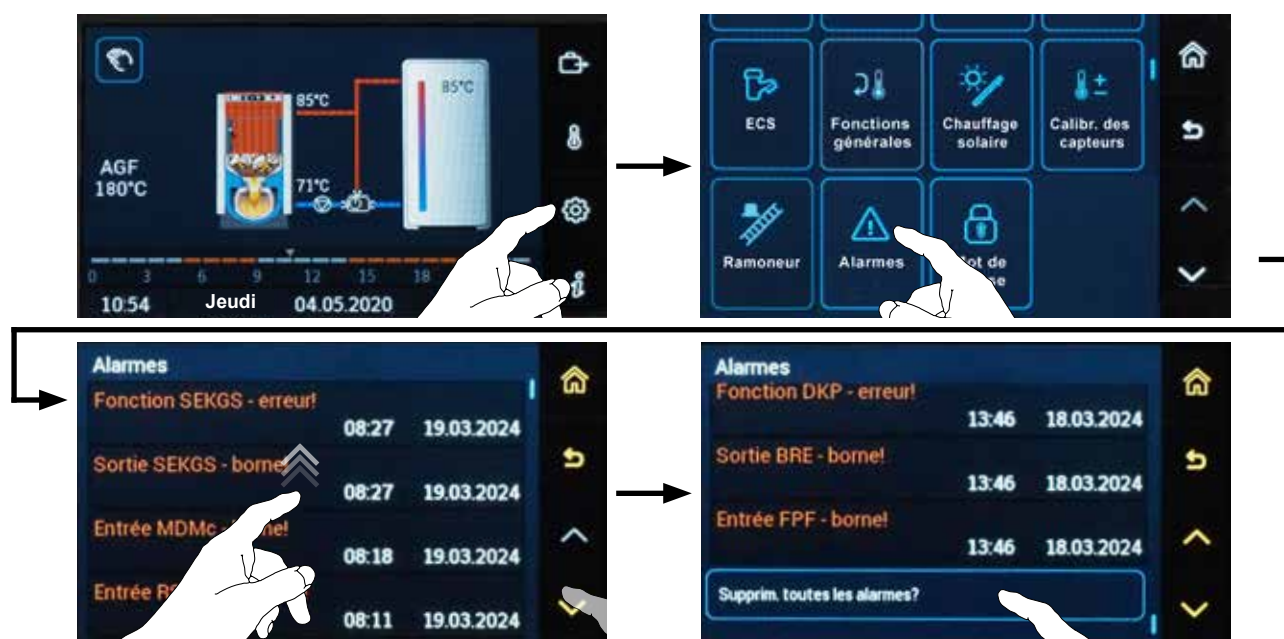 85°C
85°C
AGF
180°C
71°C
0 3 6 9 12 15 18
10:54 Jeudi 04.05.2020
ECS
Fonctions
générales
Chauffage
solaire
Calibr. des
capteurs
Ramoneur
Alarmes
de
Alarmes
Fonction SEKGS - erreur!
08:27 19.03.2024
Sortie SEKGS - borne!
08:27 19.03.2024
Entrée MDMc
08:18 19.03.2024
Entrée
08:11 19.03.2024
Alarmes
Fonction DKP - erreur!
13:46 18.03.2024
Sortie BRE - borne!
13:46 18.03.2024
Entrée FPF - borne!
13:46 18.03.2024
Supprim. toutes les alarmes?